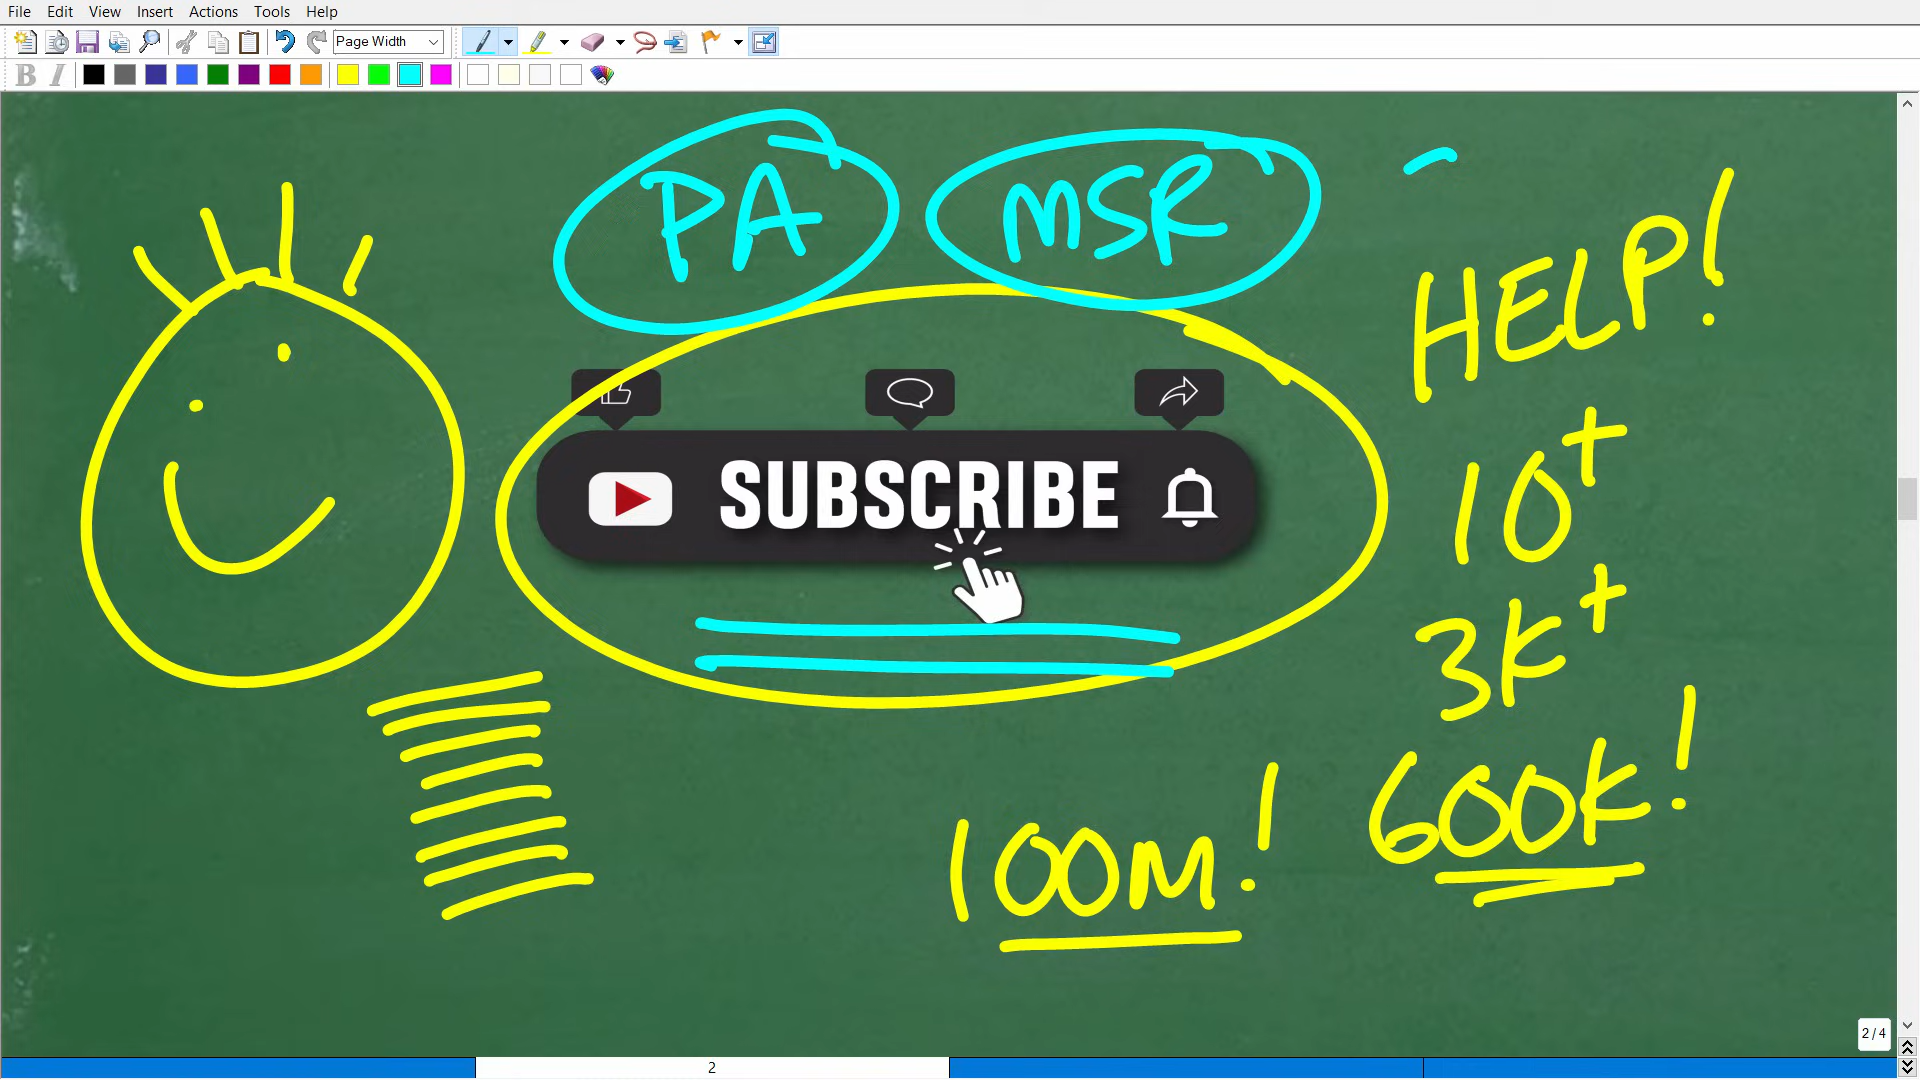 File Edit View Insert Actions Tools Help
Page Width
B I
PA MSR
HELP!
SUBSCRIBE
10+
3K+
600K!
100M!
2 / 4
2